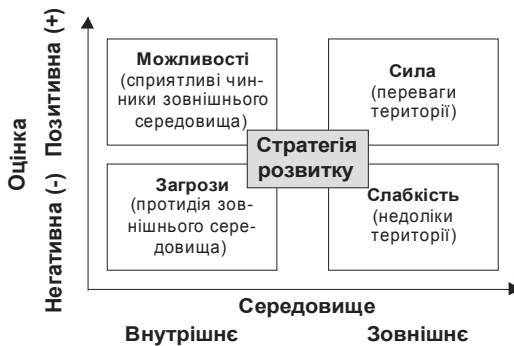 Оцінка
Негативна (-) Позитивна (+)
Можливості
(сприятливі чин-
ники зовнішнього
середовища)
Сила
(переваги
території)
Стратегія
розвитку
Загрози
(протидія зов-
нішнього сере-
довища)
Слабкість
(недоліки
території)
Середовище
Внутрішнє Зовнішнє